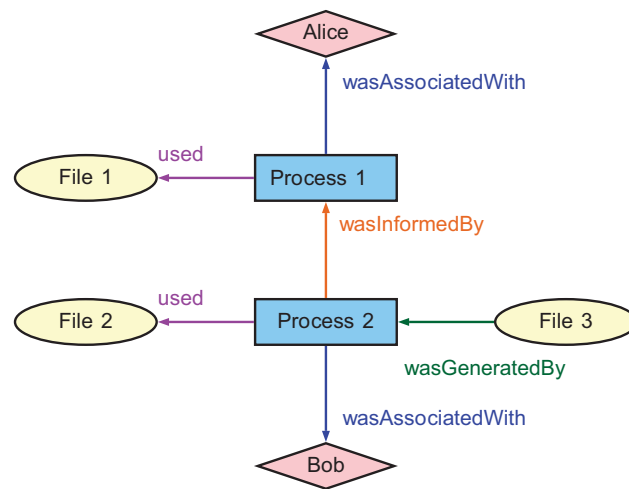 Alice
wasAssociatedWith
used
File 1
Process 1
wasInformedBy
used
File 2
Process 2
File 3
wasGeneratedBy
wasAssociatedWith
Bob